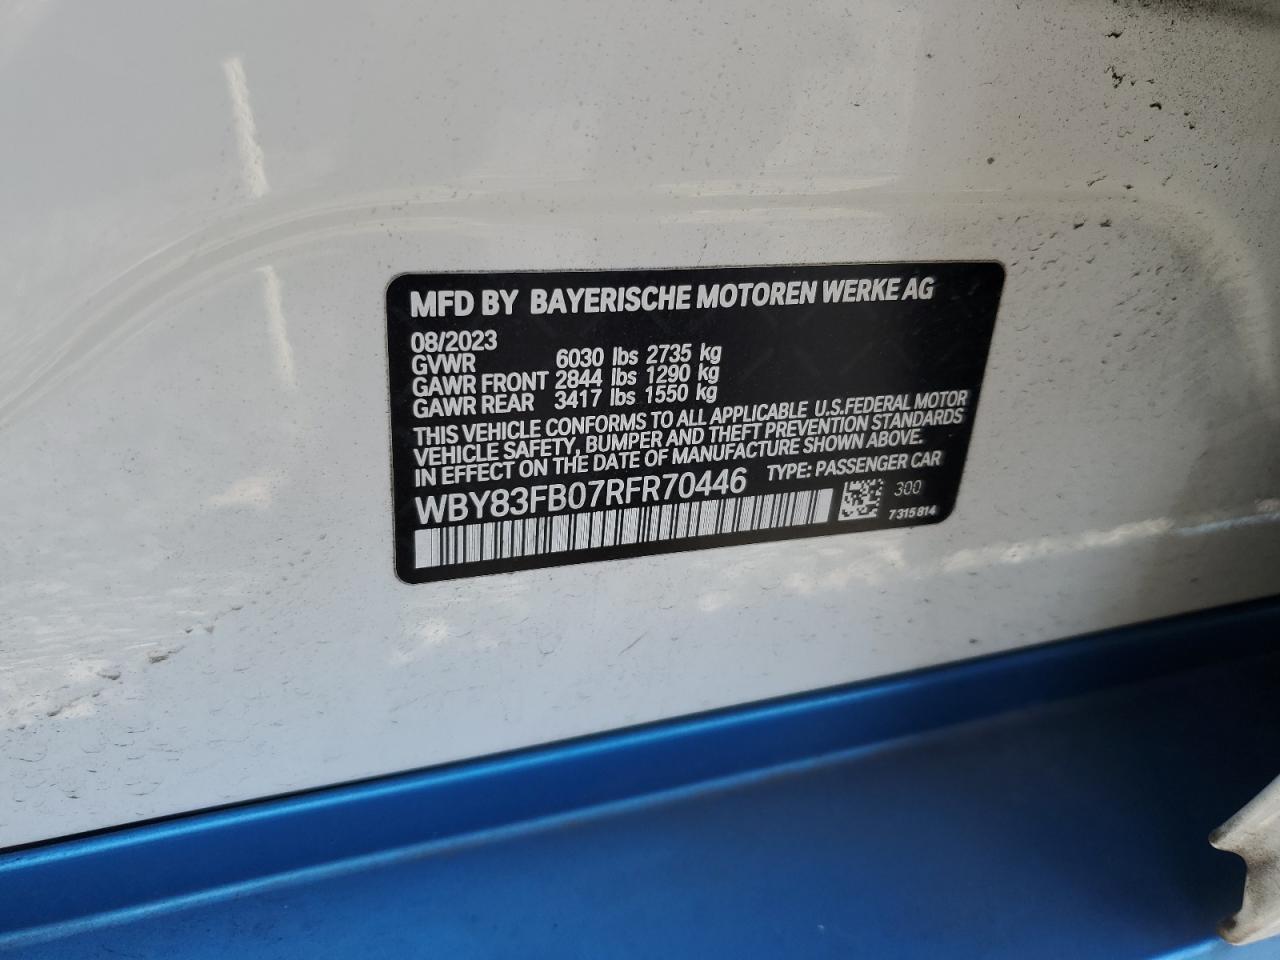 MFD BY BAYERISCHE MOTOREN WERKE AG
08/2023
GVWR 6030 lbs 2735 kg
GAWR FRONT 2844 lbs 1290 kg
GAWR REAR 3417 lbs 1550 kg
THIS VEHICLE CONFORMS TO ALL APPLICABLE U.S.FEDERAL MOTOR
VEHICLE SAFETY, BUMPER AND THEFT PREVENTION STANDARDS
IN EFFECT ON THE DATE OF MANUFACTURE SHOWN ABOVE.
WBY83FB07RFR70446 TYPE: PASSENGER CAR
300
7315814